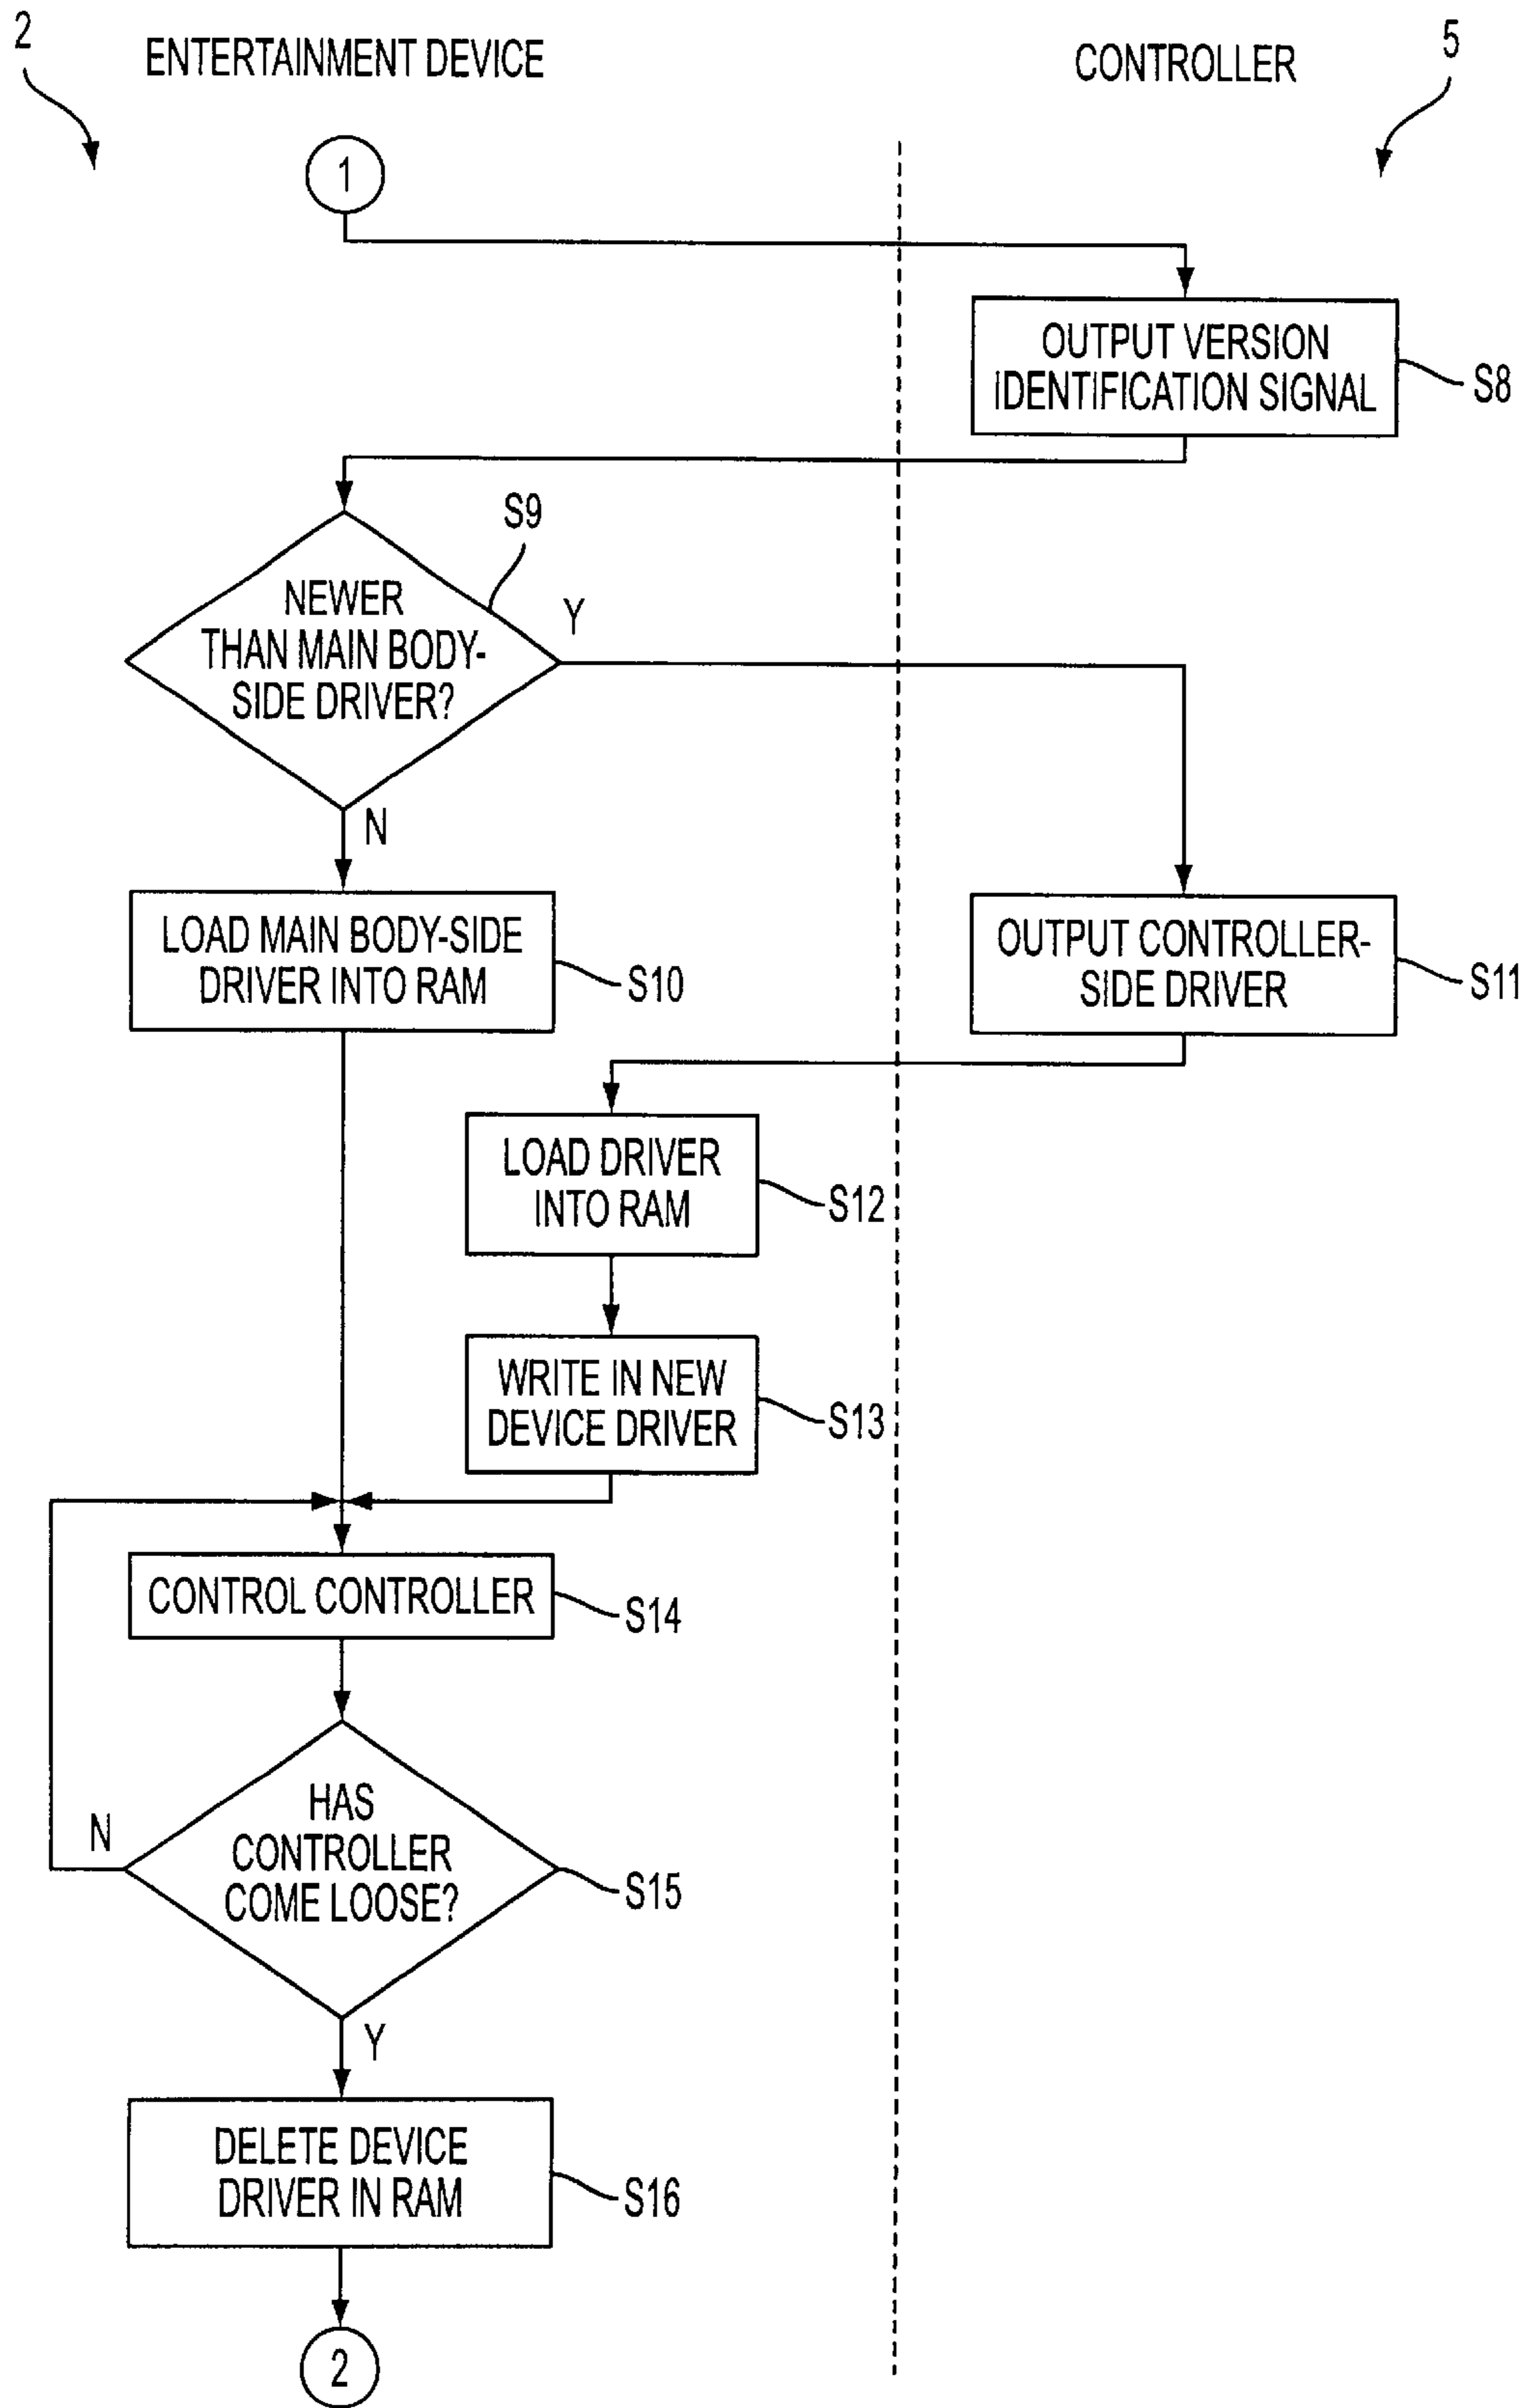 2
ENTERTAINMENT DEVICE
CONTROLLER
5
1
OUTPUT VERSION
IDENTIFICATION SIGNAL
S8
S9
NEWER
THAN MAIN BODY-
SIDE DRIVER?
Y
N
LOAD MAIN BODY-SIDE
DRIVER INTO RAM
S10
OUTPUT CONTROLLER-
SIDE DRIVER
S11
LOAD DRIVER
INTO RAM
S12
WRITE IN NEW
DEVICE DRIVER
S13
CONTROL CONTROLLER
S14
HAS
CONTROLLER
COME LOOSE?
N
S15
Y
DELETE DEVICE
DRIVER IN RAM
S16
2